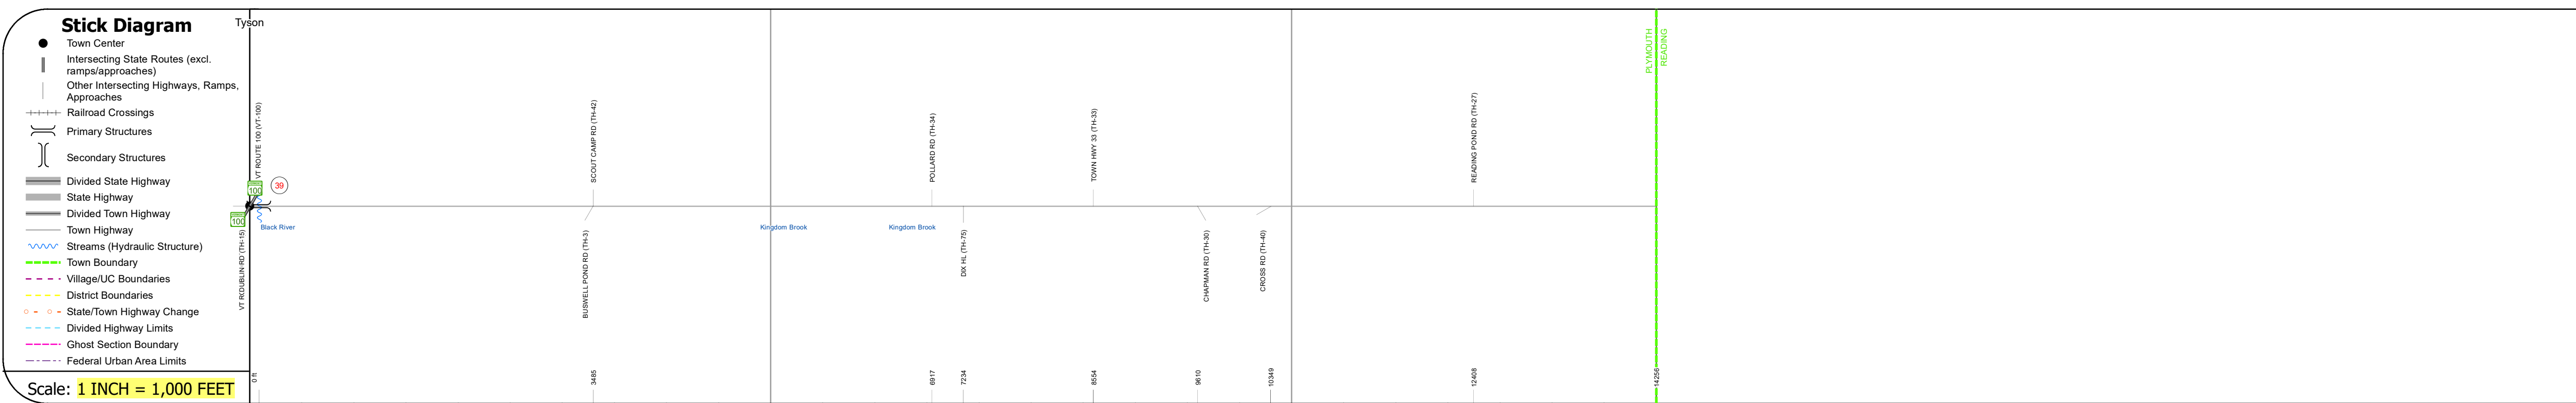 Stick Diagram
Town Center
Intersecting State Routes (excl.
ramps/approaches)
Other Intersecting Highways, Ramps,
Approaches
Railroad Crossings
Primary Structures
Secondary Structures
Divided State Highway
State Highway
Divided Town Highway
Town Highway
Streams (Hydraulic Structure)
Town Boundary
Village/UC Boundaries
District Boundaries
State/Town Highway Change
Divided Highway Limits
Ghost Section Boundary
Federal Urban Area Limits
Scale: 1 INCH = 1,000 FEET
Tyson
VT ROUTE 100 (VT-100)
100
39
100
DUBLIN RD (TH-15)
Black River
SCOUT CAMP RD (TH-42)
BUSWELL POND RD (TH-3)
Kingdom Brook
Kingdom Brook
POLLARD RD (TH-34)
DIX HL (TH-75)
TOWN HWY 33 (TH-33)
CHAPMAN RD (TH-30)
CROSS RD (TH-40)
READING POND RD (TH-27)
PLYMOUTH
READING
0 ft
3485
6917
7234
8554
9610
10349
12408
14256